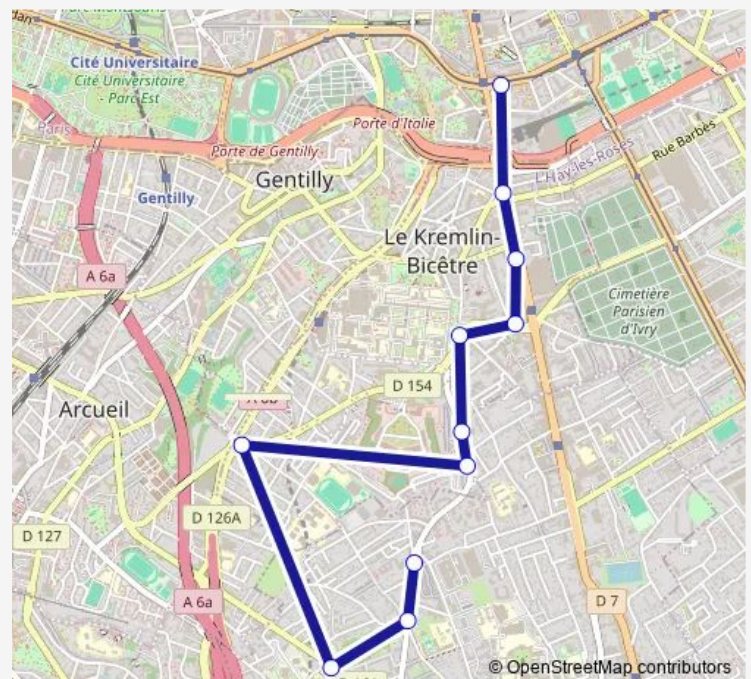 Cité Universitaire
Cité Universitaire
- Parc Est
Paris
Porte d'Italie
Porte de Gentilly
Gentilly
L'Haÿ-les-Roses
Rue Barbès
Gentilly
Le Kremlin-
Bicêtre
A 6a
Cimetière
Parisien
d'Ivry
D 154
Arcueil
D 126A
D 127
A 6a
D 7
© OpenStreetMap contributors